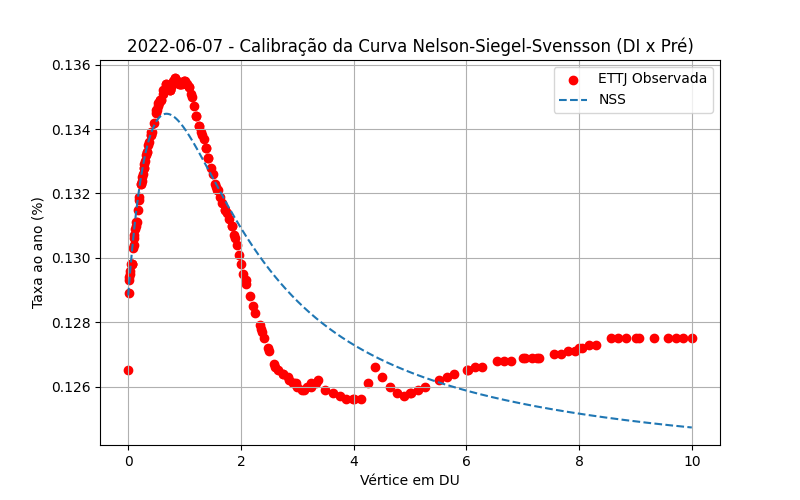 2022-06-07 - Calibração da Curva Nelson-Siegel-Svensson (DI x Pré)
0.136
0.134
0.132
0.130
0.128
0.126
Taxa ao ano (%)
ETTJ Observada
NSS
0
2
4
6
8
10
Vértice em DU